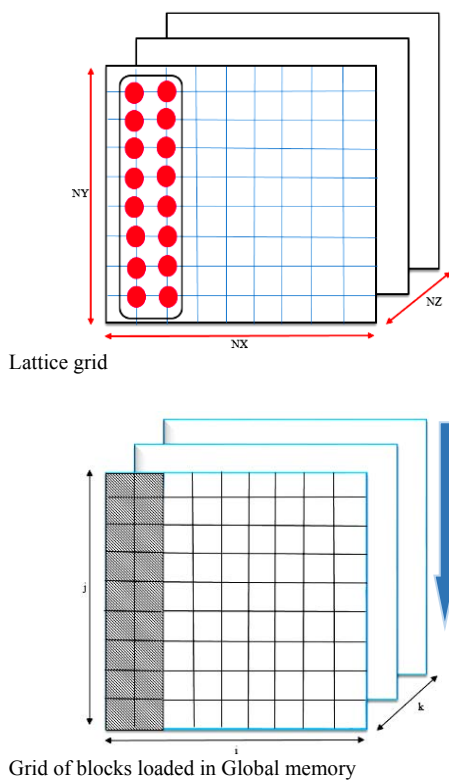 NY
NZ
NX
Lattice grid
j
k
i
Grid of blocks loaded in Global memory